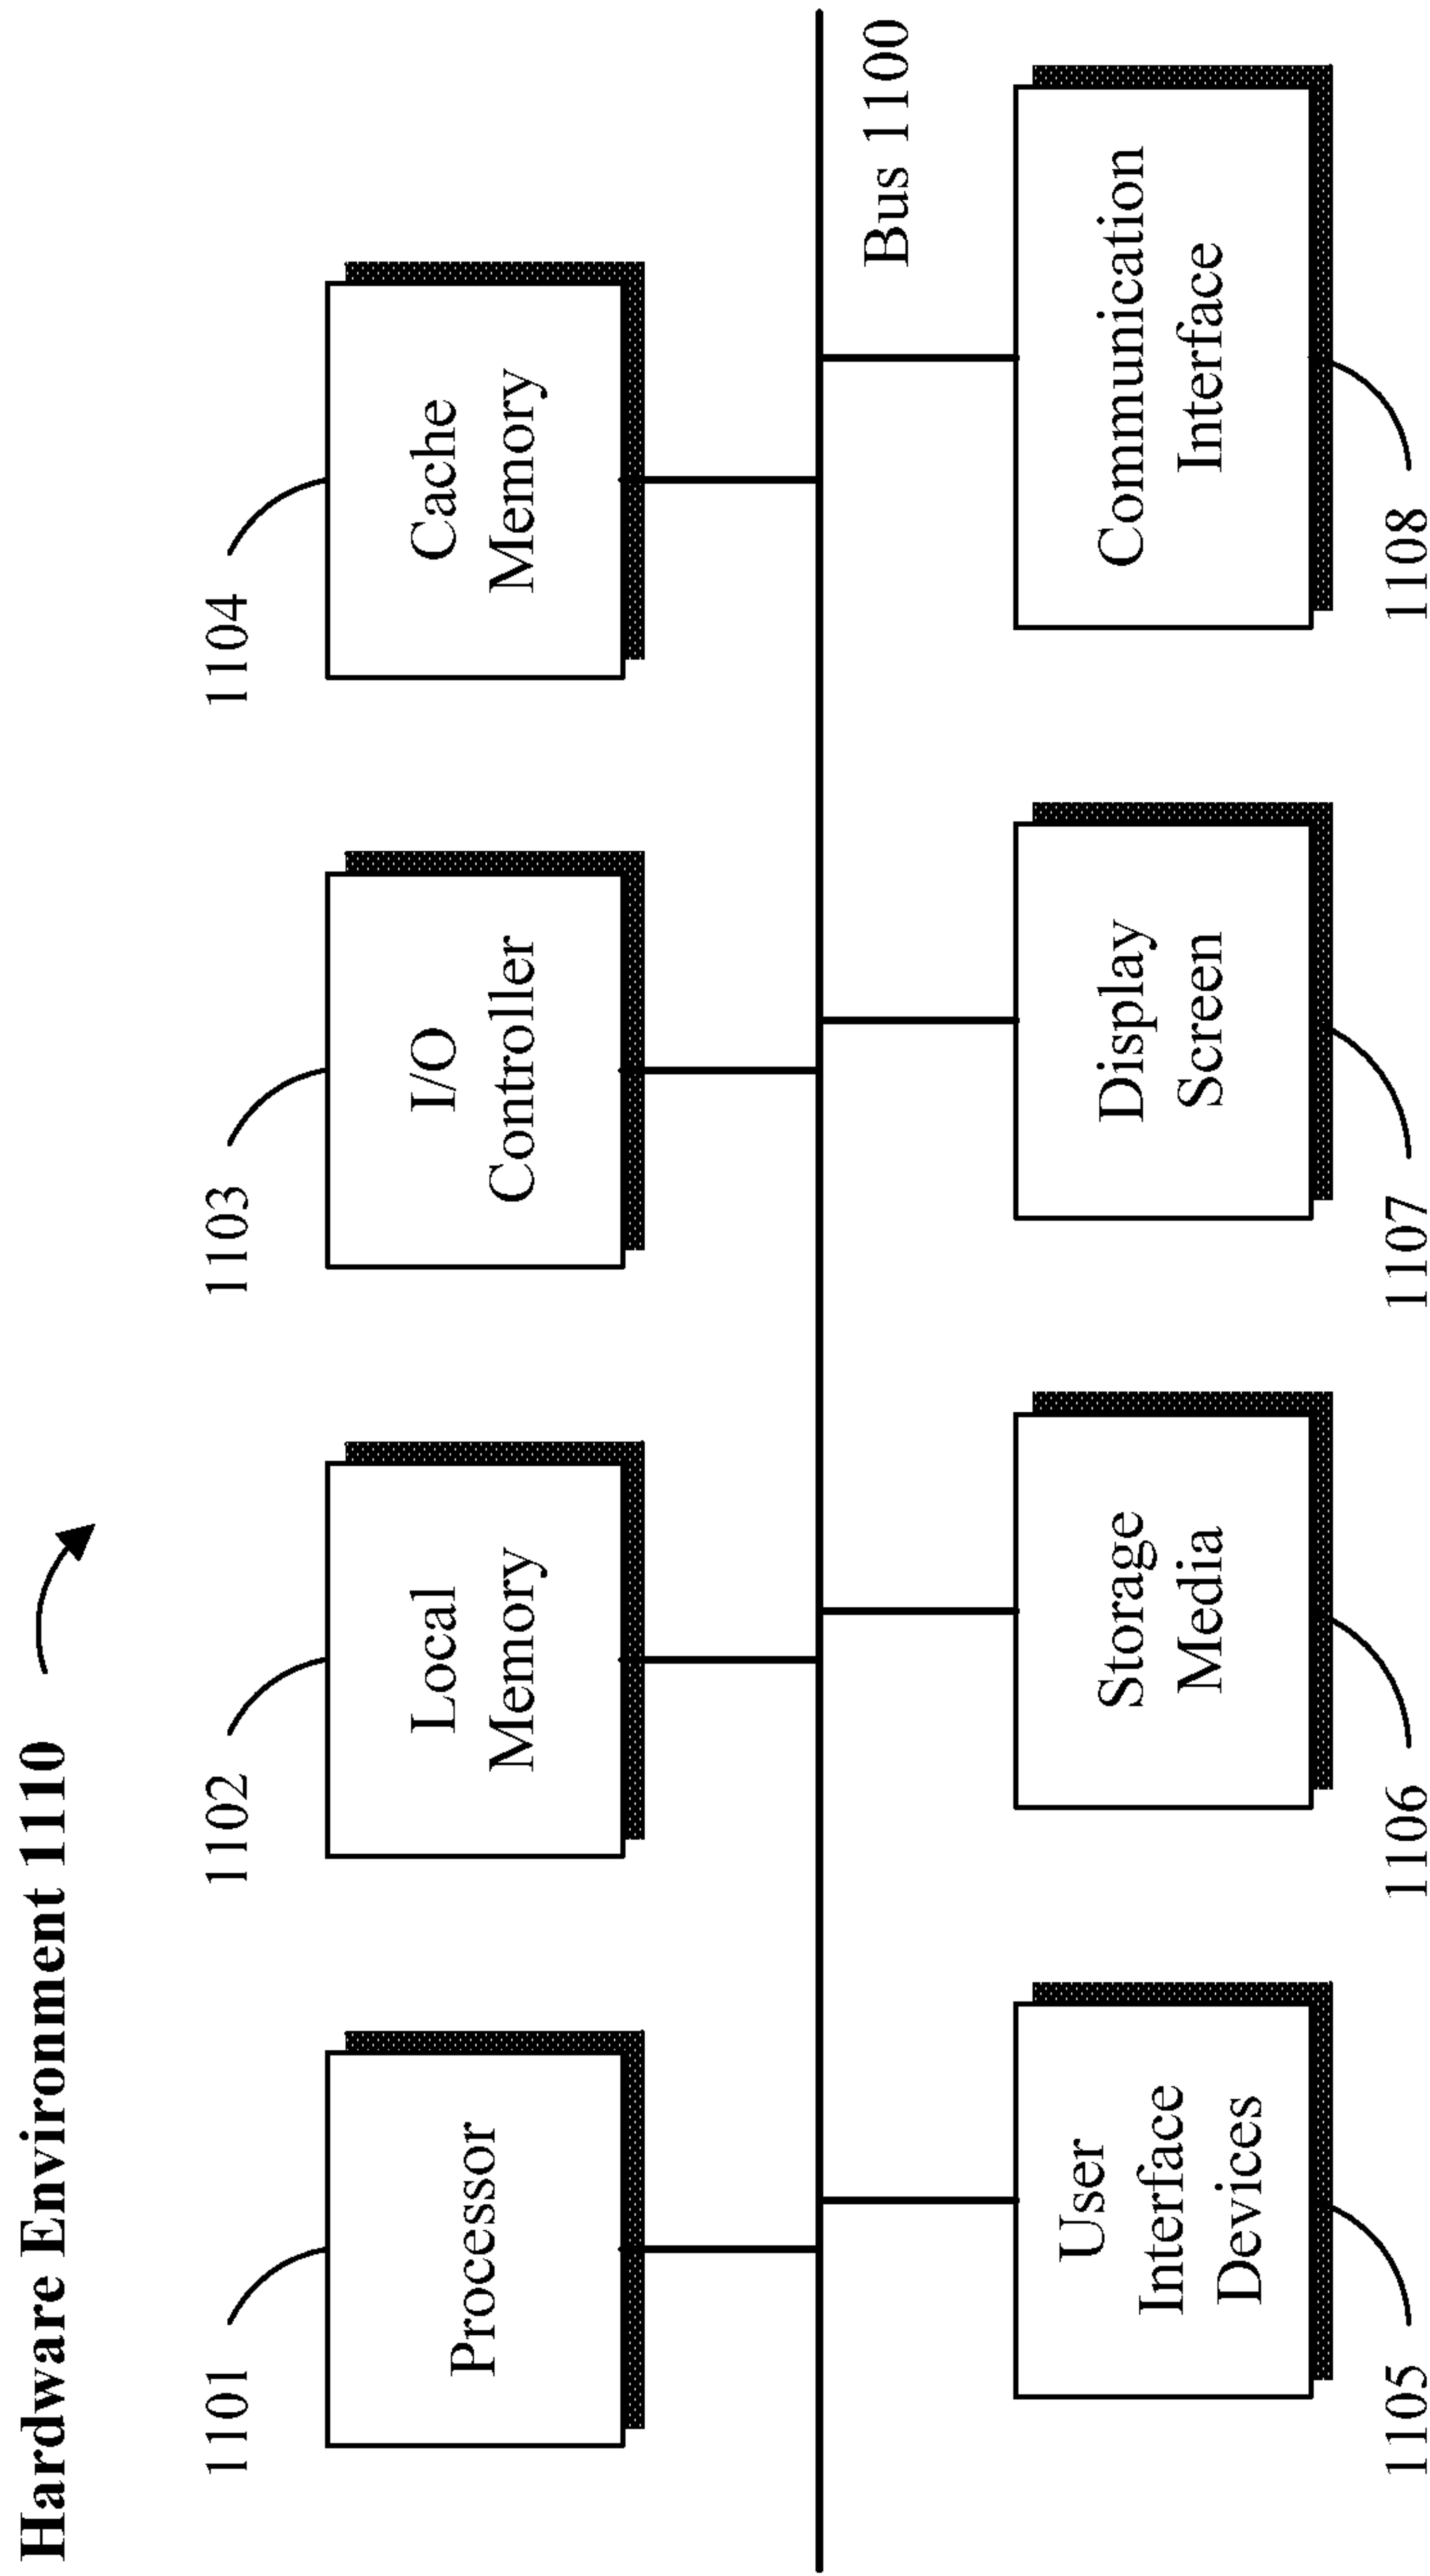 Hardware Environment 1110
1101
1102
1103
1104
Processor
Local
Memory
I/O
Controller
Cache
Memory
Bus 1100
User
Interface
Devices
Storage
Media
Display
Screen
Communication
Interface
1105
1106
1107
1108